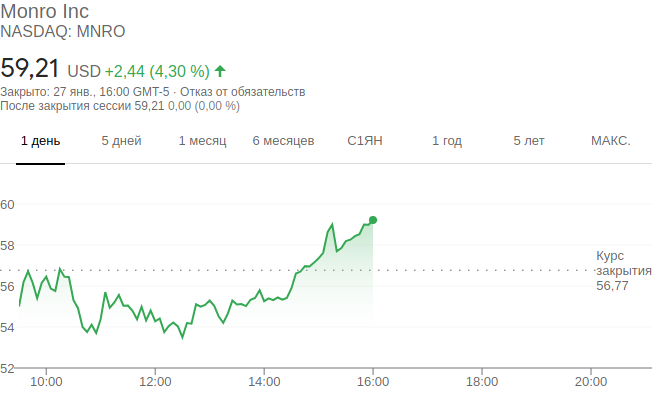 Monro Inc
NASDAQ: MNRO
59,21 USD +2,44 (4,30 %)
Закрыто: 27 янв., 16:00 GMT-5 · Отказ от обязательств
После закрытия сессии 59,21 0,00 (0,00 %)
1 день 5 дней 1 месяц 6 месяцев С1ЯН 1 год 5 лет МАКС.
60
58
Курс
закрытия
56,77
56
54
52
10:00 12:00 14:00 16:00 18:00 20:00